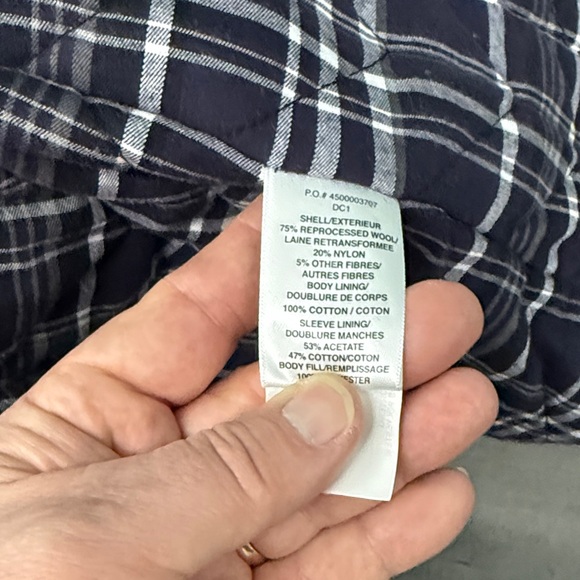 P.O.# 4500003707
DC1
SHELL/EXTERIEUR
75% REPROCESSED WOOL/
LAINE RETRANSFORMEE
20% NYLON
5% OTHER FIBRES/
AUTRES FIBRES
BODY LINING/
DOUBLURE DE CORPS
100% COTTON / COTON
SLEEVE LINING/
DOUBLURE MANCHES
53% ACETATE
47% COTTON/COTON
BODY FILL/REMPLISSAGE